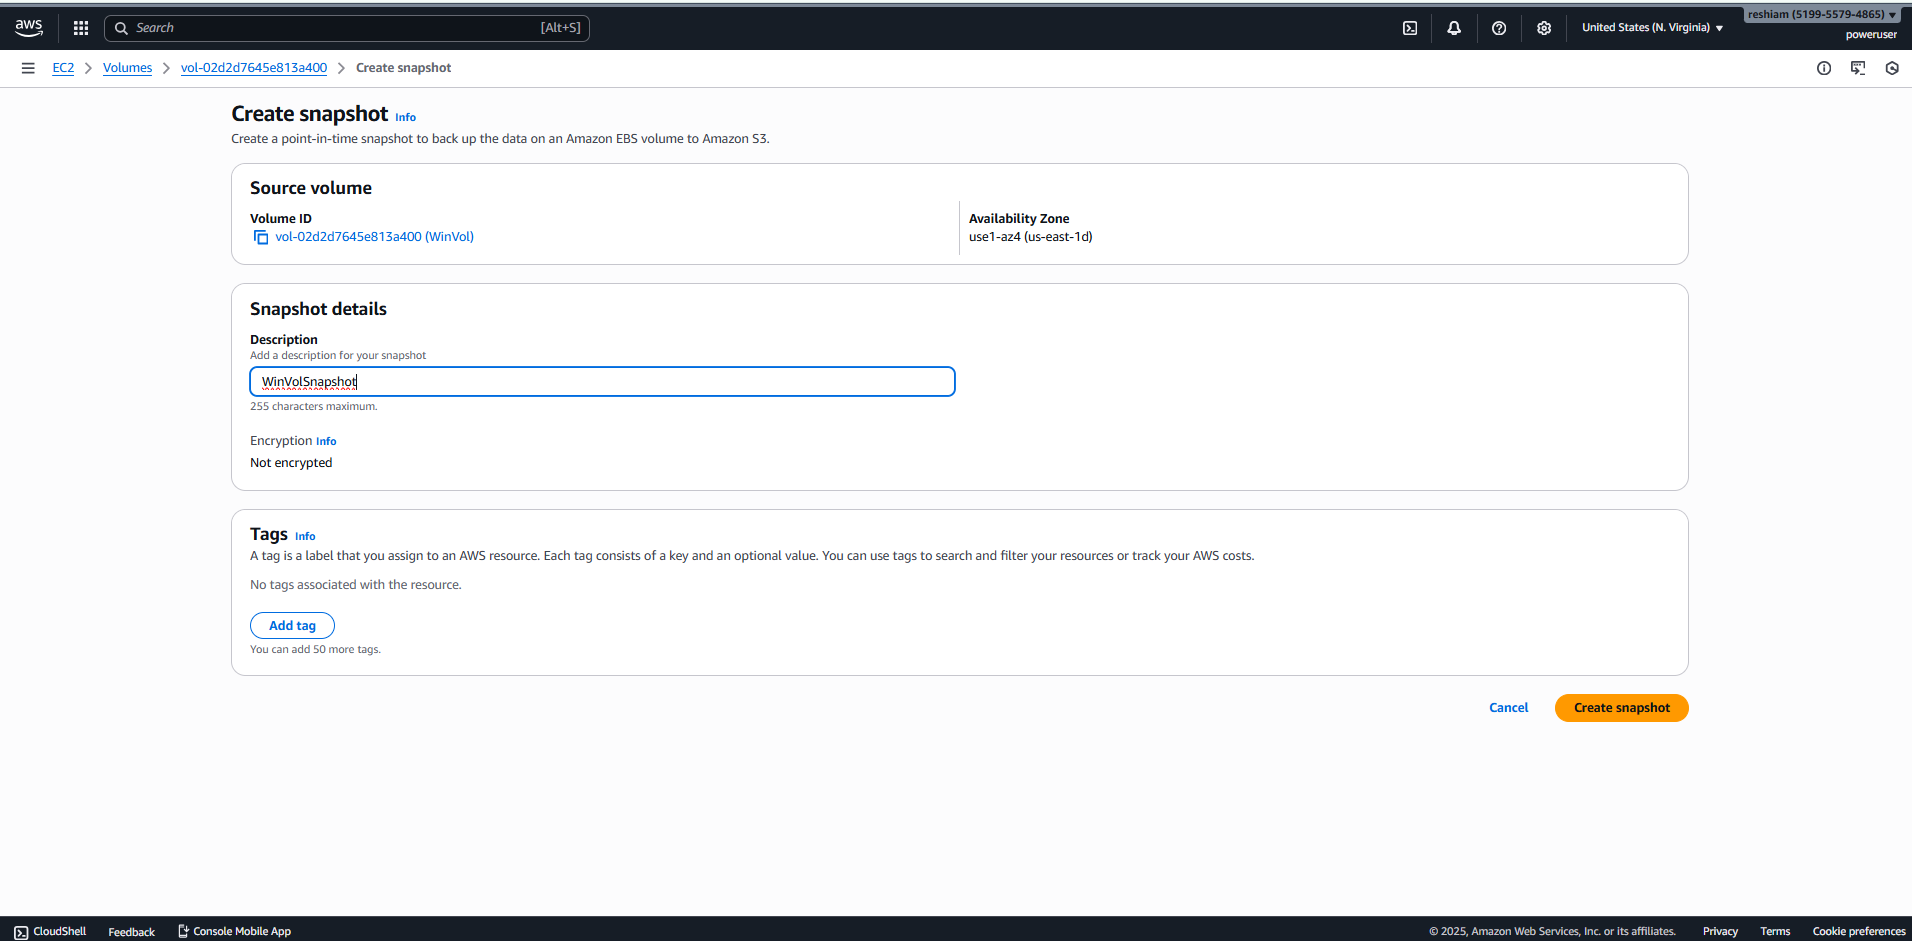 aws
Search [Alt+S]
United States (N. Virginia)
reshiam (5199-5579-4865)
poweruser
EC2 Volumes vol-02d2d7645e813a400 Create snapshot
Create snapshot Info
Create a point-in-time snapshot to back up the data on an Amazon EBS volume to Amazon S3.
Source volume
Volume ID
vol-02d2d7645e813a400 (WinVol)
Availability Zone
use1-az4 (us-east-1d)
Snapshot details
Description
Add a description for your snapshot
WinVolSnapshot
255 characters maximum.
Encryption Info
Not encrypted
Tags Info
A tag is a label that you assign to an AWS resource. Each tag consists of a key and an optional value. You can use tags to search and filter your resources or track your AWS costs.
No tags associated with the resource.
Add tag
You can add 50 more tags.
Cancel Create snapshot
CloudShell Feedback Console Mobile App © 2025, Amazon Web Services, Inc. or its affiliates. Privacy Terms Cookie preferences